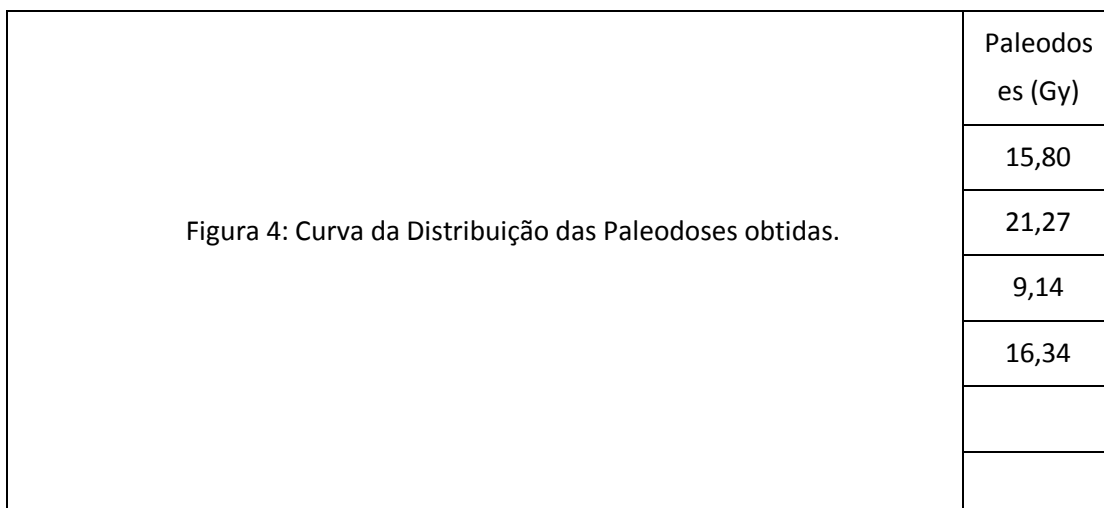 Paleodos
es (Gy)
15,80
Figura 4: Curva da Distribuição das Paleodoses obtidas.
21,27
9,14
16,34